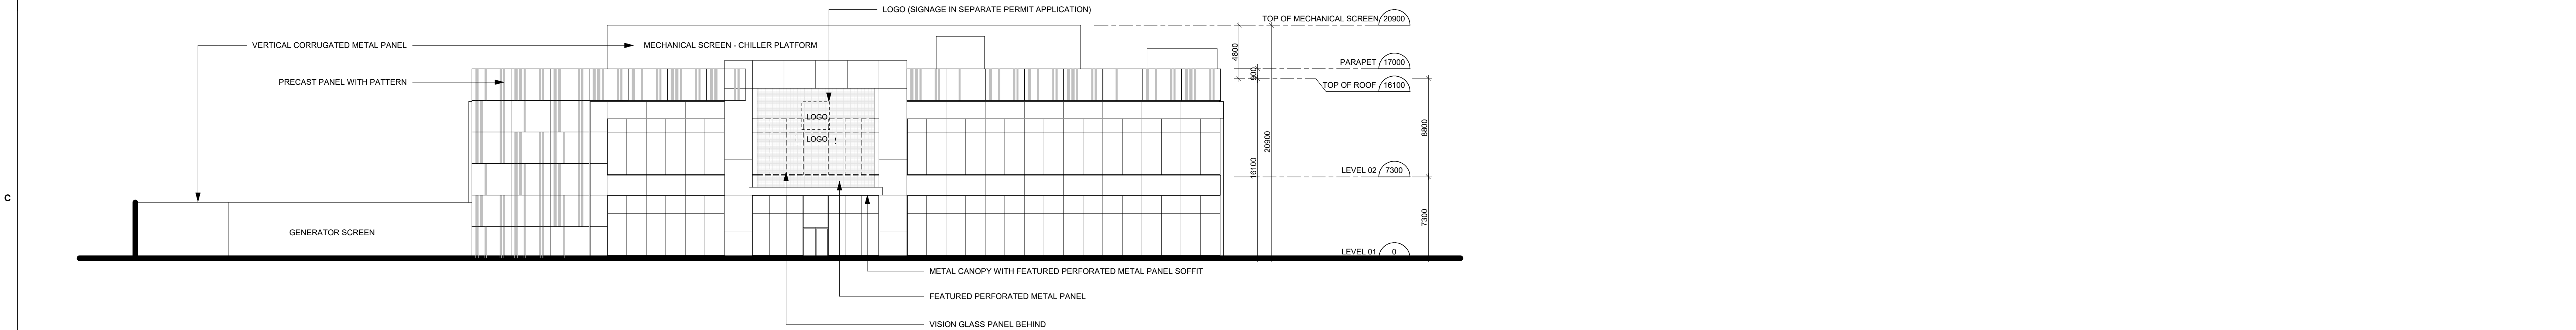 LOGO (SIGNAGE IN SEPARATE PERMIT APPLICATION)
TOP OF MECHANICAL SCREEN 20900
VERTICAL CORRUGATED METAL PANEL
MECHANICAL SCREEN - CHILLER PLATFORM
4800
PARAPET 17000
900
PRECAST PANEL WITH PATTERN
TOP OF ROOF 16100
LOGO
LOGO
8800
20900
16100
LEVEL 02 7300
C
7300
GENERATOR SCREEN
LEVEL 01 0
METAL CANOPY WITH FEATURED PERFORATED METAL PANEL SOFFIT
FEATURED PERFORATED METAL PANEL
VISION GLASS PANEL BEHIND